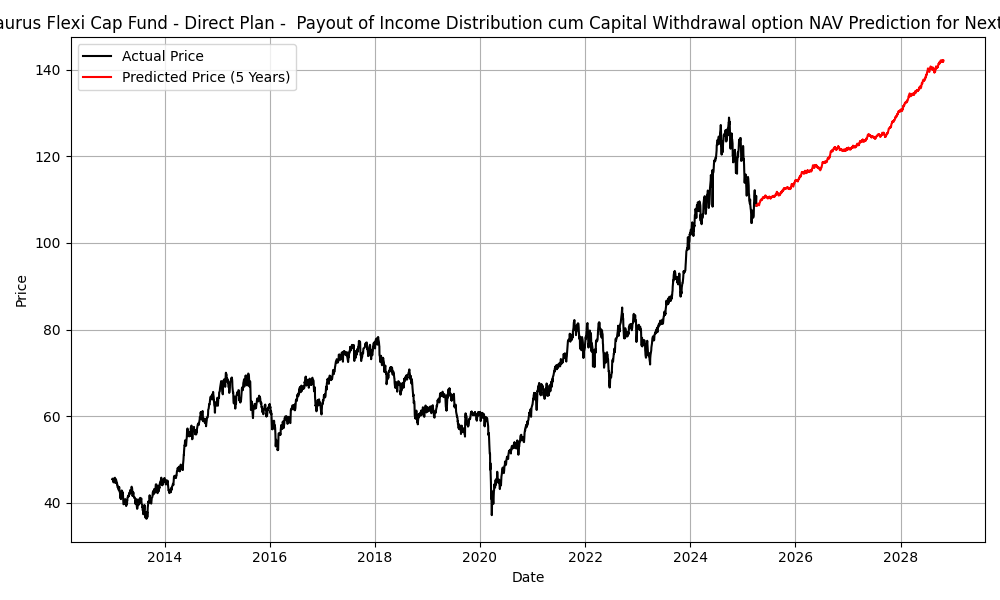 aurus Flexi Cap Fund - Direct Plan -  Payout of Income Distribution cum Capital Withdrawal option NAV Prediction for Next
Actual Price
Predicted Price (5 Years)
140
120
100
80
60
40
Price
2014 2016 2018 2020 2022 2024 2026 2028
Date